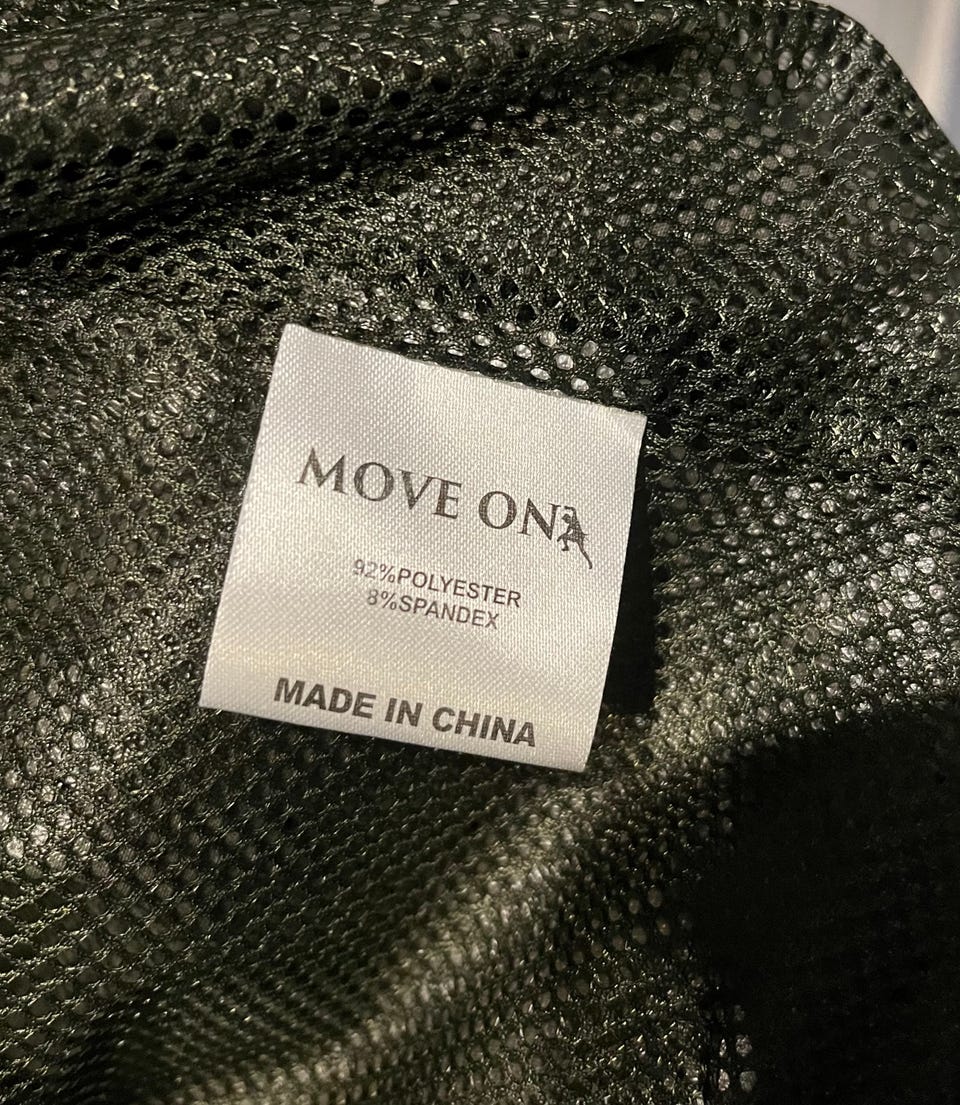 MOVE ON
92%POLYESTER
8%SPANDEX
MADE IN CHINA